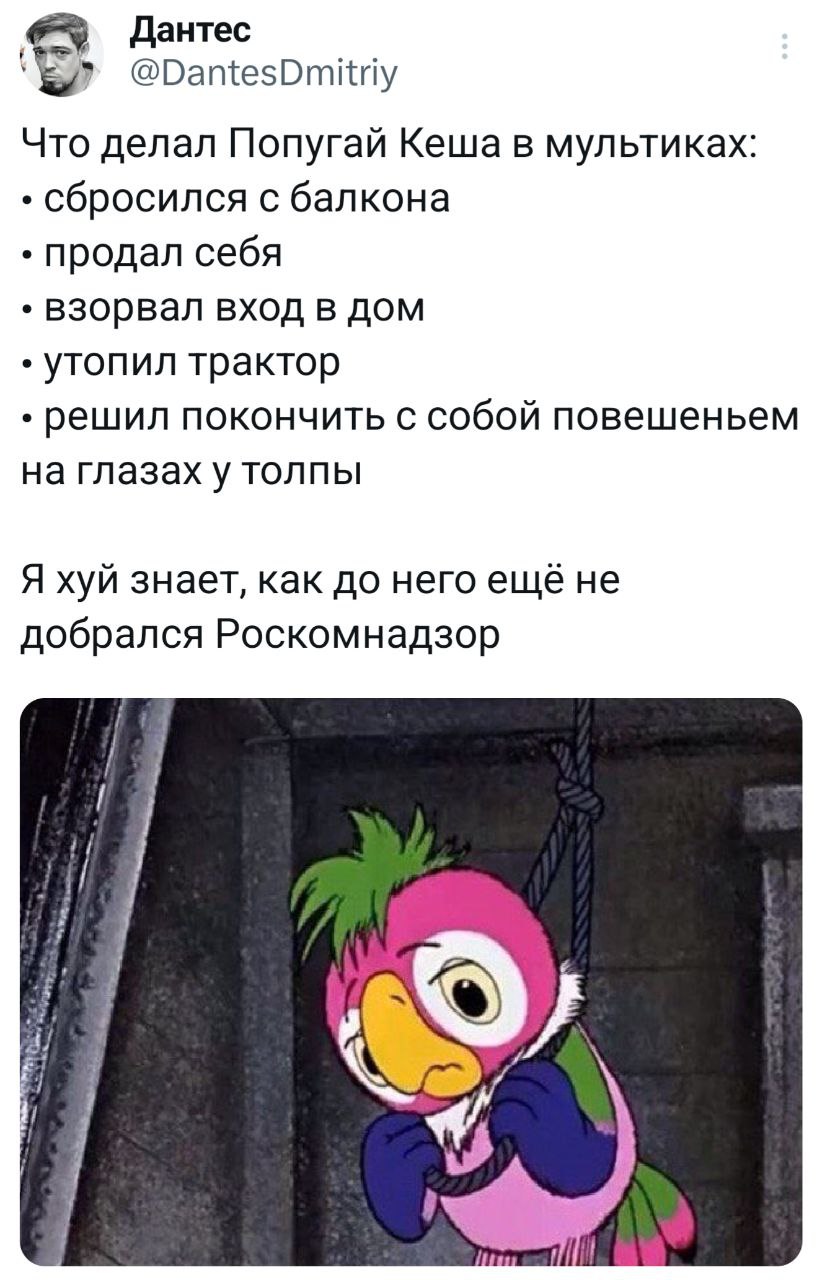 Дантес
@DantesDmitriy
Что делал Попугай Кеша в мультиках:
• сбросился с балкона
• продал себя
• взорвал вход в дом
• утопил трактор
• решил покончить с собой повешеньем
на глазах у толпы
Я хуй знает, как до него ещё не
добрался Роскомнадзор